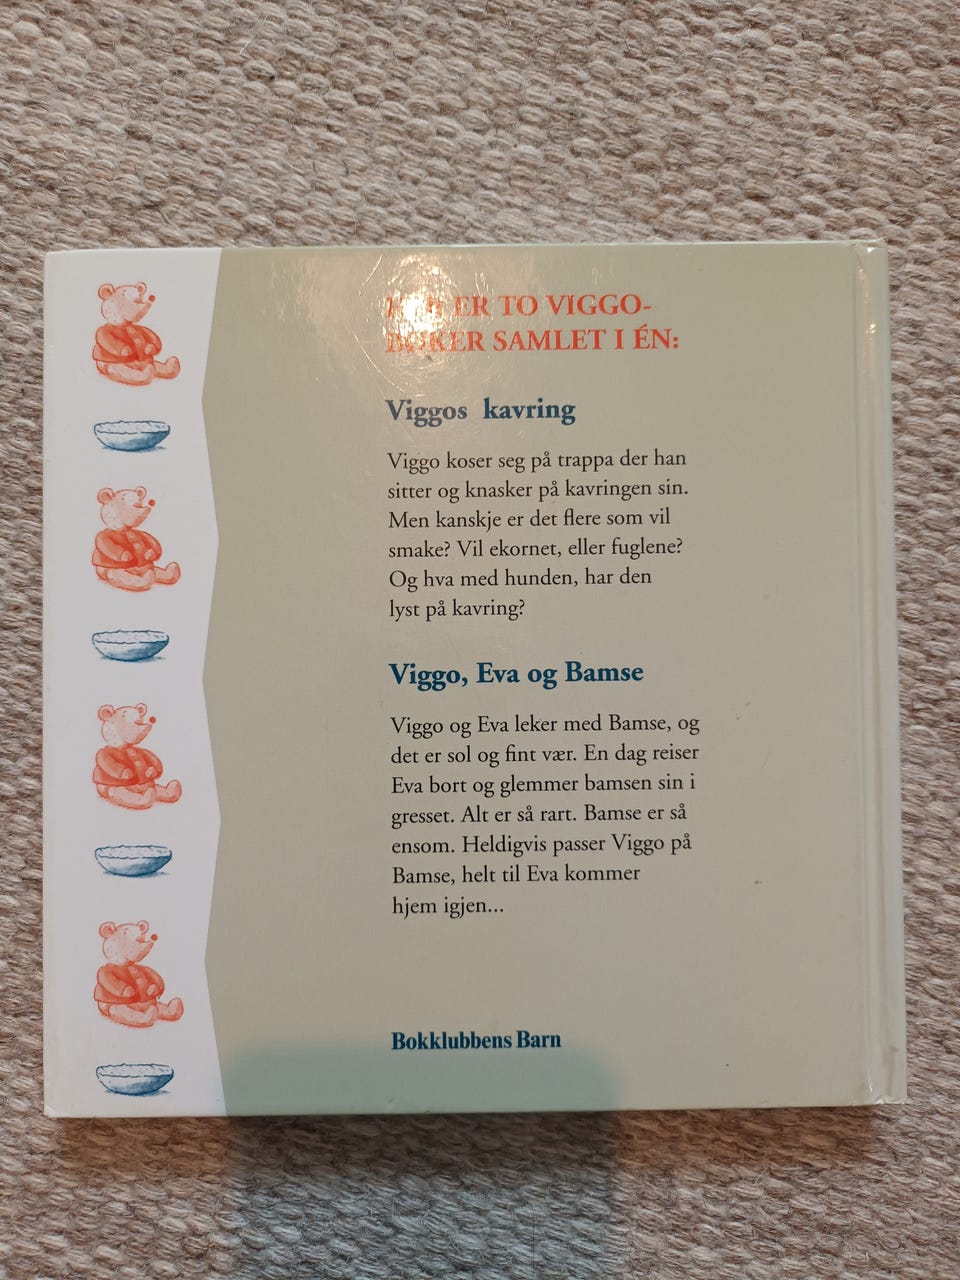 HER ER TO VIGGO-
BØKER SAMLET I ÉN:
Viggos kavring
Viggo koser seg på trappa der han
sitter og knasker på kavringen sin.
Men kanskje er det flere som vil
smake? Vil ekornet, eller fuglene?
Og hva med hunden, har den
lyst på kavring?
Viggo, Eva og Bamse
Viggo og Eva leker med Bamse, og
det er sol og fint vær. En dag reiser
Eva bort og glemmer bamsen sin i
gresset. Alt er så rart. Bamse er så
ensom. Heldigvis passer Viggo på
Bamse, helt til Eva kommer
hjem igjen...
Bokklubbens Barn